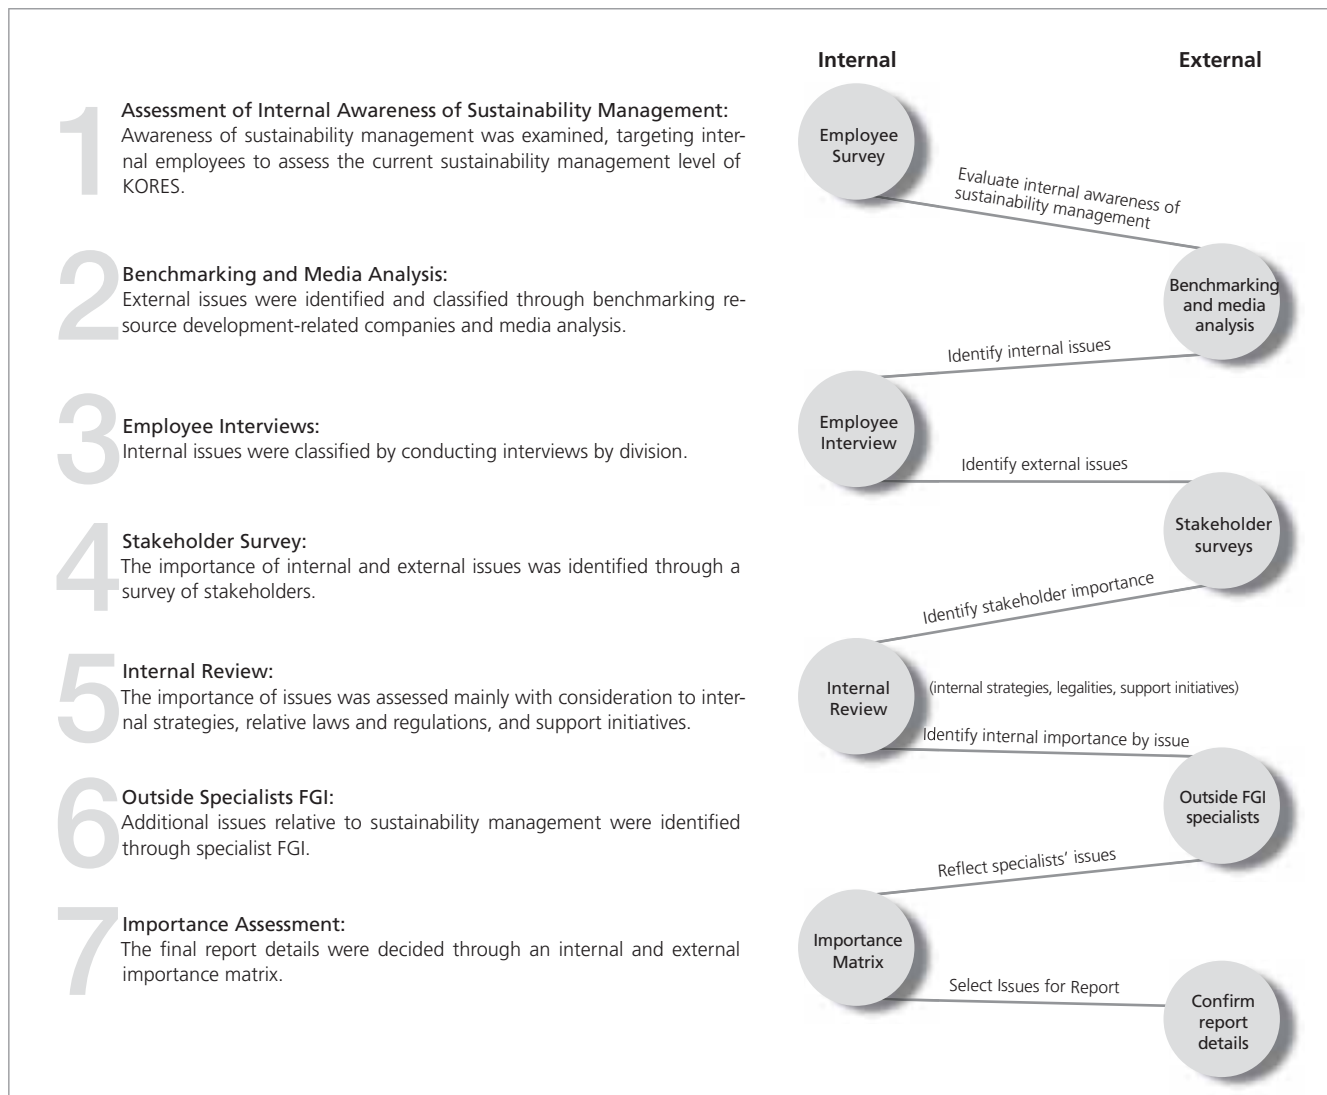 1
Assessment of Internal Awareness of Sustainability Management:
Awareness of sustainability management was examined, targeting inter-
nal employees to assess the current sustainability management level of
KORES.
2
Benchmarking and Media Analysis:
External issues were identified and classified through benchmarking re-
source development-related companies and media analysis.
3
Employee Interviews:
Internal issues were classified by conducting interviews by division.
4
Stakeholder Survey:
The importance of internal and external issues was identified through a
survey of stakeholders.
5
Internal Review:
The importance of issues was assessed mainly with consideration to inter-
nal strategies, relative laws and regulations, and support initiatives.
6
Outside Specialists FGI:
Additional issues relative to sustainability management were identified
through specialist FGI.
7
Importance Assessment:
The final report details were decided through an internal and external
importance matrix.
Internal
External
Employee
Survey
Evaluate internal awareness of
sustainability management
Benchmarking
and media
analysis
Identify internal issues
Employee
Interview
Identify external issues
Stakeholder
surveys
Identify stakeholder importance
Internal
Review
(internal strategies, legalities, support initiatives)
Identify internal importance by issue
Outside FGI
specialists
Reflect specialists' issues
Importance
Matrix
Select Issues for Report
Confirm
report
details